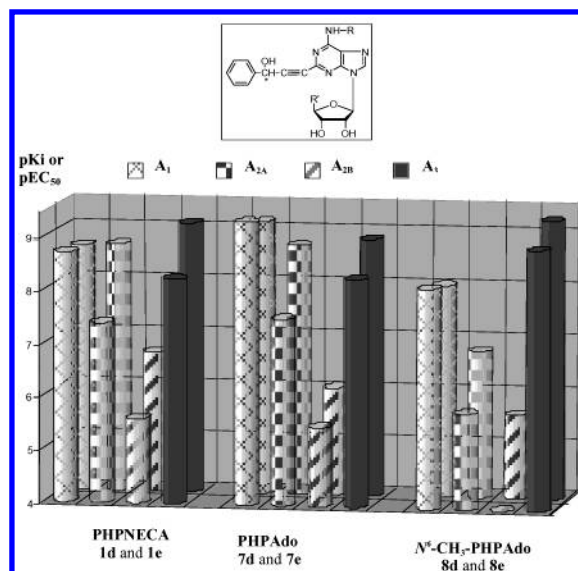 NH-R
OH
N
N
N
N
R'
O
HO OH
*
pKi or
pEC₅₀
A₁ A₂A A₂B A₃
9
8
7
6
5
4
PHPNECA
1d and 1e
PHPAdo
7d and 7e
N⁶-CH₃-PHPAdo
8d and 8e